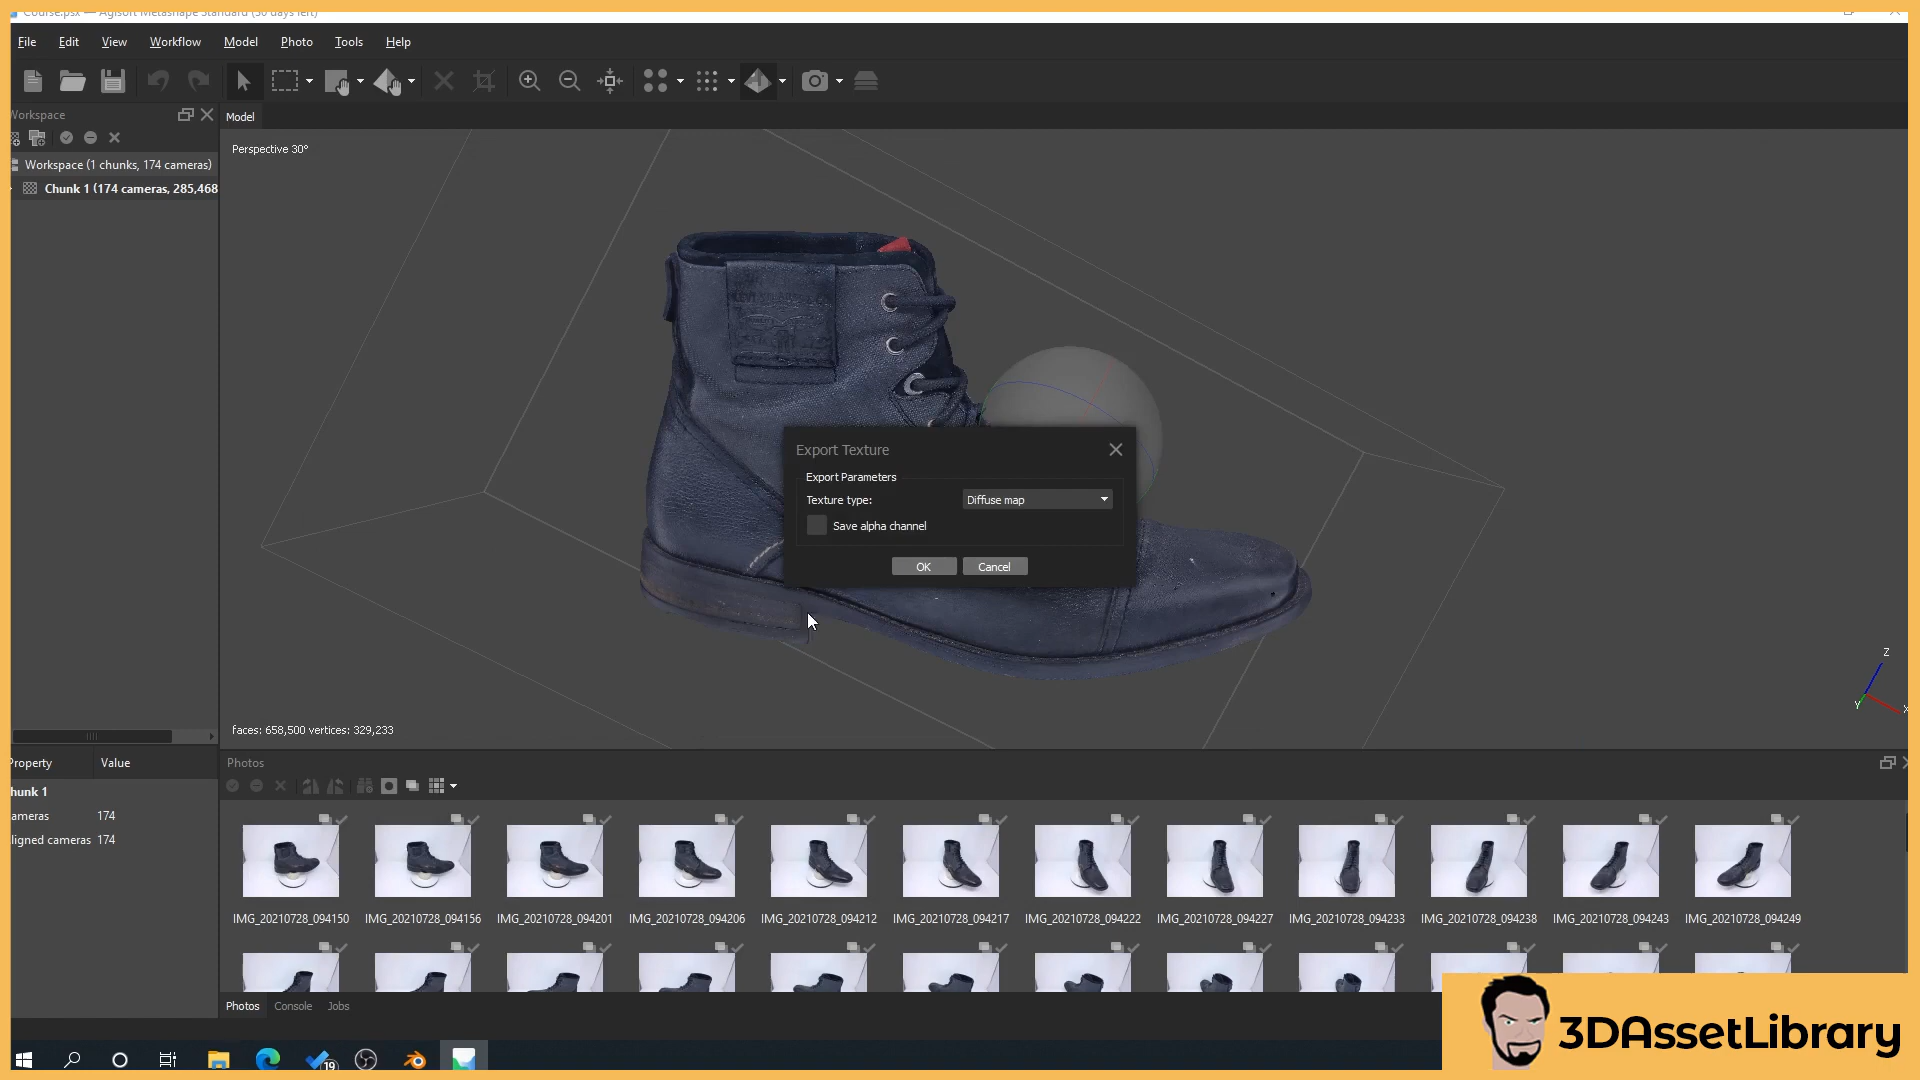 Course.psx — Agisoft Metashape Standard (30 days left)
File Edit View Workflow Model Photo Tools Help
Workspace
Model
Perspective 30°
Workspace (1 chunks, 174 cameras)
Chunk 1 (174 cameras, 285,468
Export Texture
Export Parameters
Texture type: Diffuse map
Save alpha channel
OK Cancel
Z
Y X
faces: 658,500 vertices: 329,233
Property Value
Photos
hunk 1
ameras 174
ligned cameras 174
IMG_20210728_094150 IMG_20210728_094156 IMG_20210728_094201 IMG_20210728_094206 IMG_20210728_094212 IMG_20210728_094217 IMG_20210728_094222 IMG_20210728_094227 IMG_20210728_094233 IMG_20210728_094238 IMG_20210728_094243 IMG_20210728_094249
Photos Console Jobs
3DAssetLibrary
19